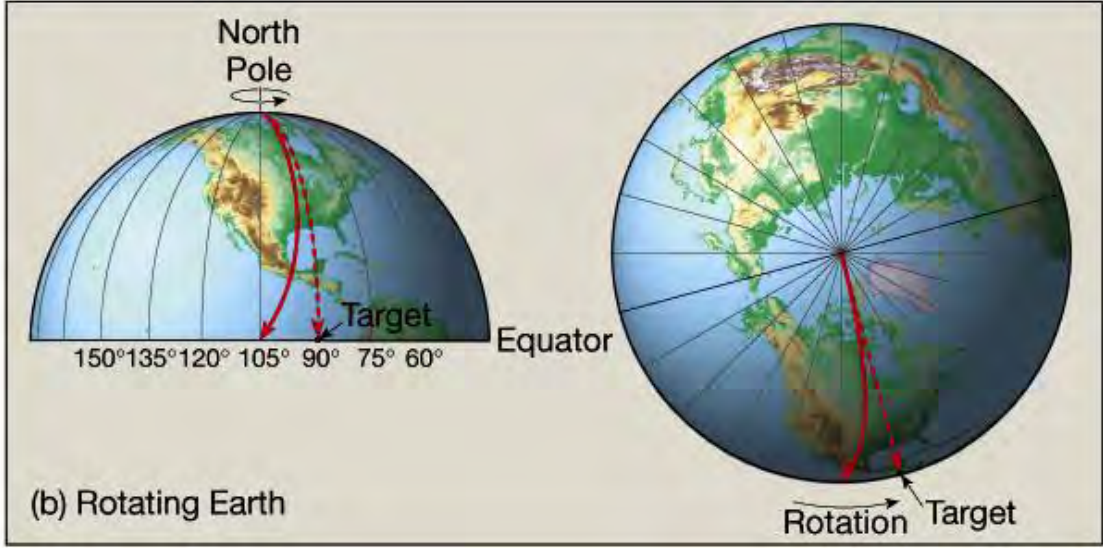 North
Pole
Target
Equator
150° 135° 120° 105° 90° 75° 60°
(b) Rotating Earth
Rotation
Target